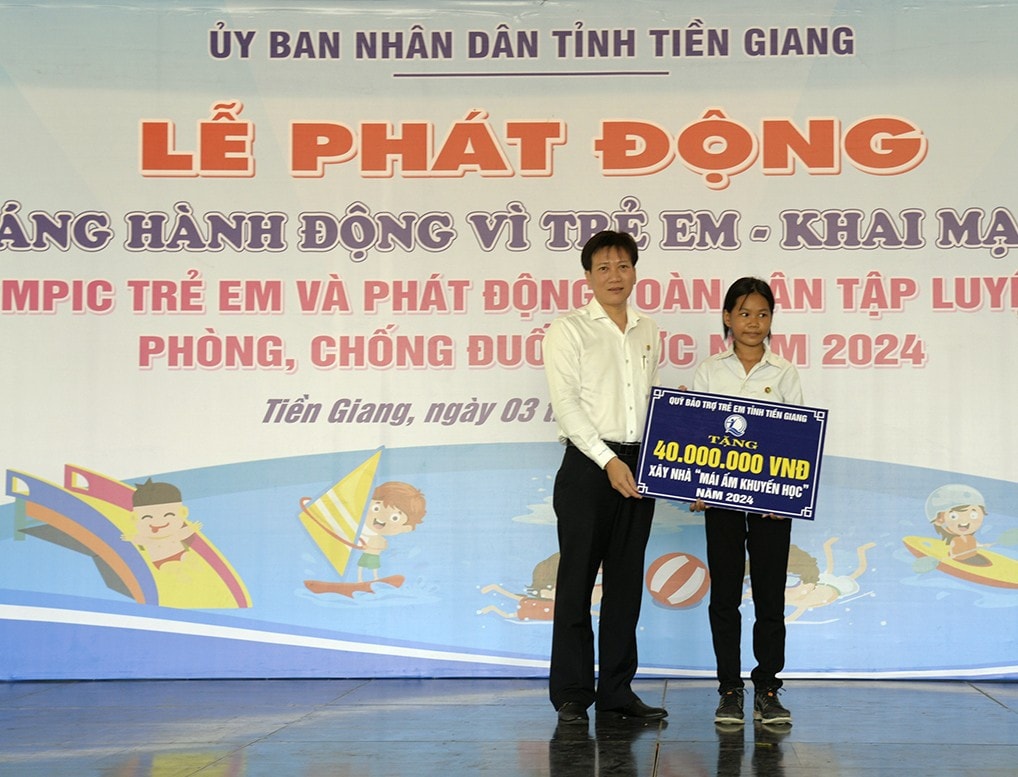 ỦY BAN NHÂN DÂN TỈNH TIỀN GIANG
LỄ PHÁT ĐỘNG
HÀNH ĐỘNG VÌ TRẺ EM - KHAI
TRẺ EM VÀ PHÁT ĐỘNG TẬP
PHÒNG, CHỐNG NĂM 2024
Tiền Giang, ngày 03
QUỸ BẢO TRỢ TRẺ EM TỈNH TIỀN GIANG
TẶNG
40.000.000 VNĐ
XÂY NHÀ "MÁI ẤM KHUYẾN HỌC"
NĂM 2024